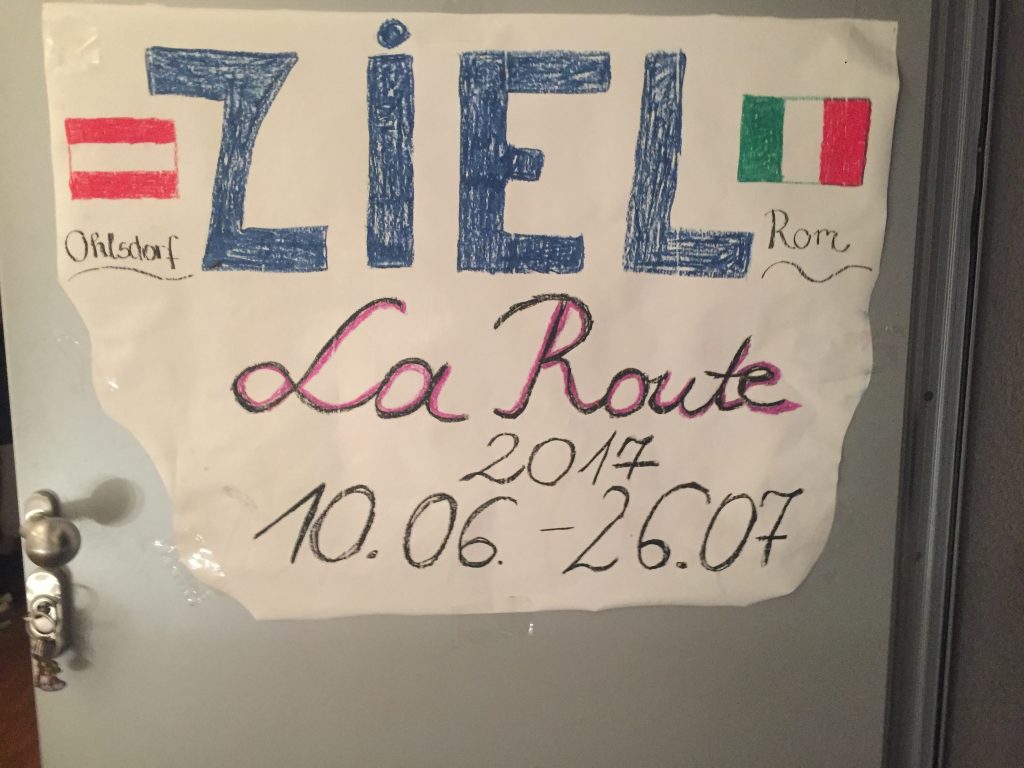 ZiEL
Ohlsdorf
Rom
La Route
2017
10.06. - 26.07